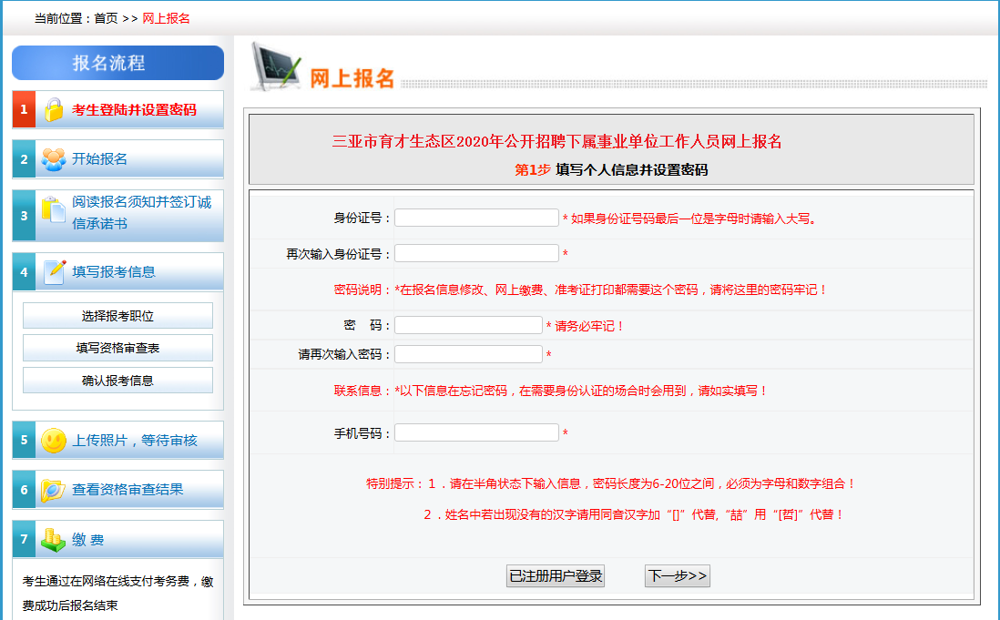 当前位置：首页 >> 网上报名
报名流程
1 考生登陆并设置密码
2 开始报名
3 阅读报名须知并签订诚
信承诺书
4 填写报考信息
选择报考职位
填写资格审查表
确认报考信息
5 上传照片，等待审核
6 查看资格审查结果
7 缴 费
考生通过在网络在线支付考务费，缴
费成功后报名结束
网上报名
三亚市育才生态区2020年公开招聘下属事业单位工作人员网上报名
第1步 填写个人信息并设置密码
身份证号： * 如果身份证号码最后一位是字母时请输入大写。
再次输入身份证号： *
密码说明：*在报名信息修改、网上缴费、准考证打印都需要这个密码，请将这里的密码牢记！
密 码： * 请务必牢记！
请再次输入密码： *
联系信息：*以下信息在忘记密码，在需要身份认证的场合时会用到，请如实填写！
手机号码： *
特别提示：１．请在半角状态下输入信息，密码长度为6-20位之间，必须为字母和数字组合！
２．姓名中若出现没有的汉字请用同音汉字加“[]”代替,“喆”用“[哲]”代替！
已注册用户登录 下一步>>